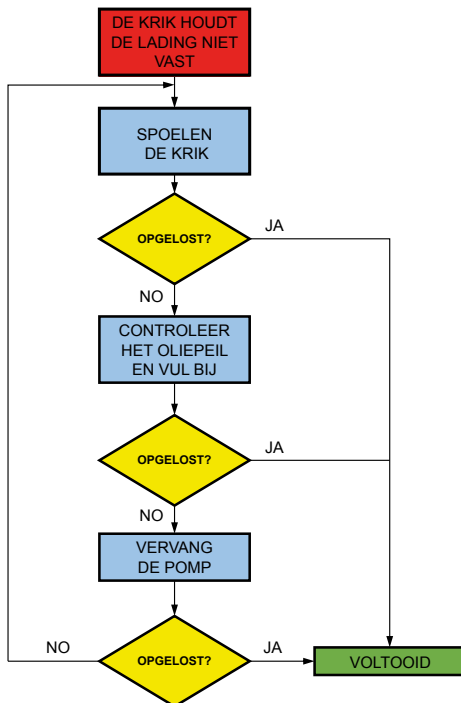 DE KRIK HOUDT
DE LADING NIET
VAST
SPOELEN
DE KRIK
OPGELOST?
JA
NO
CONTROLEER
HET OLIEPEIL
EN VUL BIJ
OPGELOST?
JA
NO
VERVANG
DE POMP
NO
OPGELOST?
JA
VOLTOOID